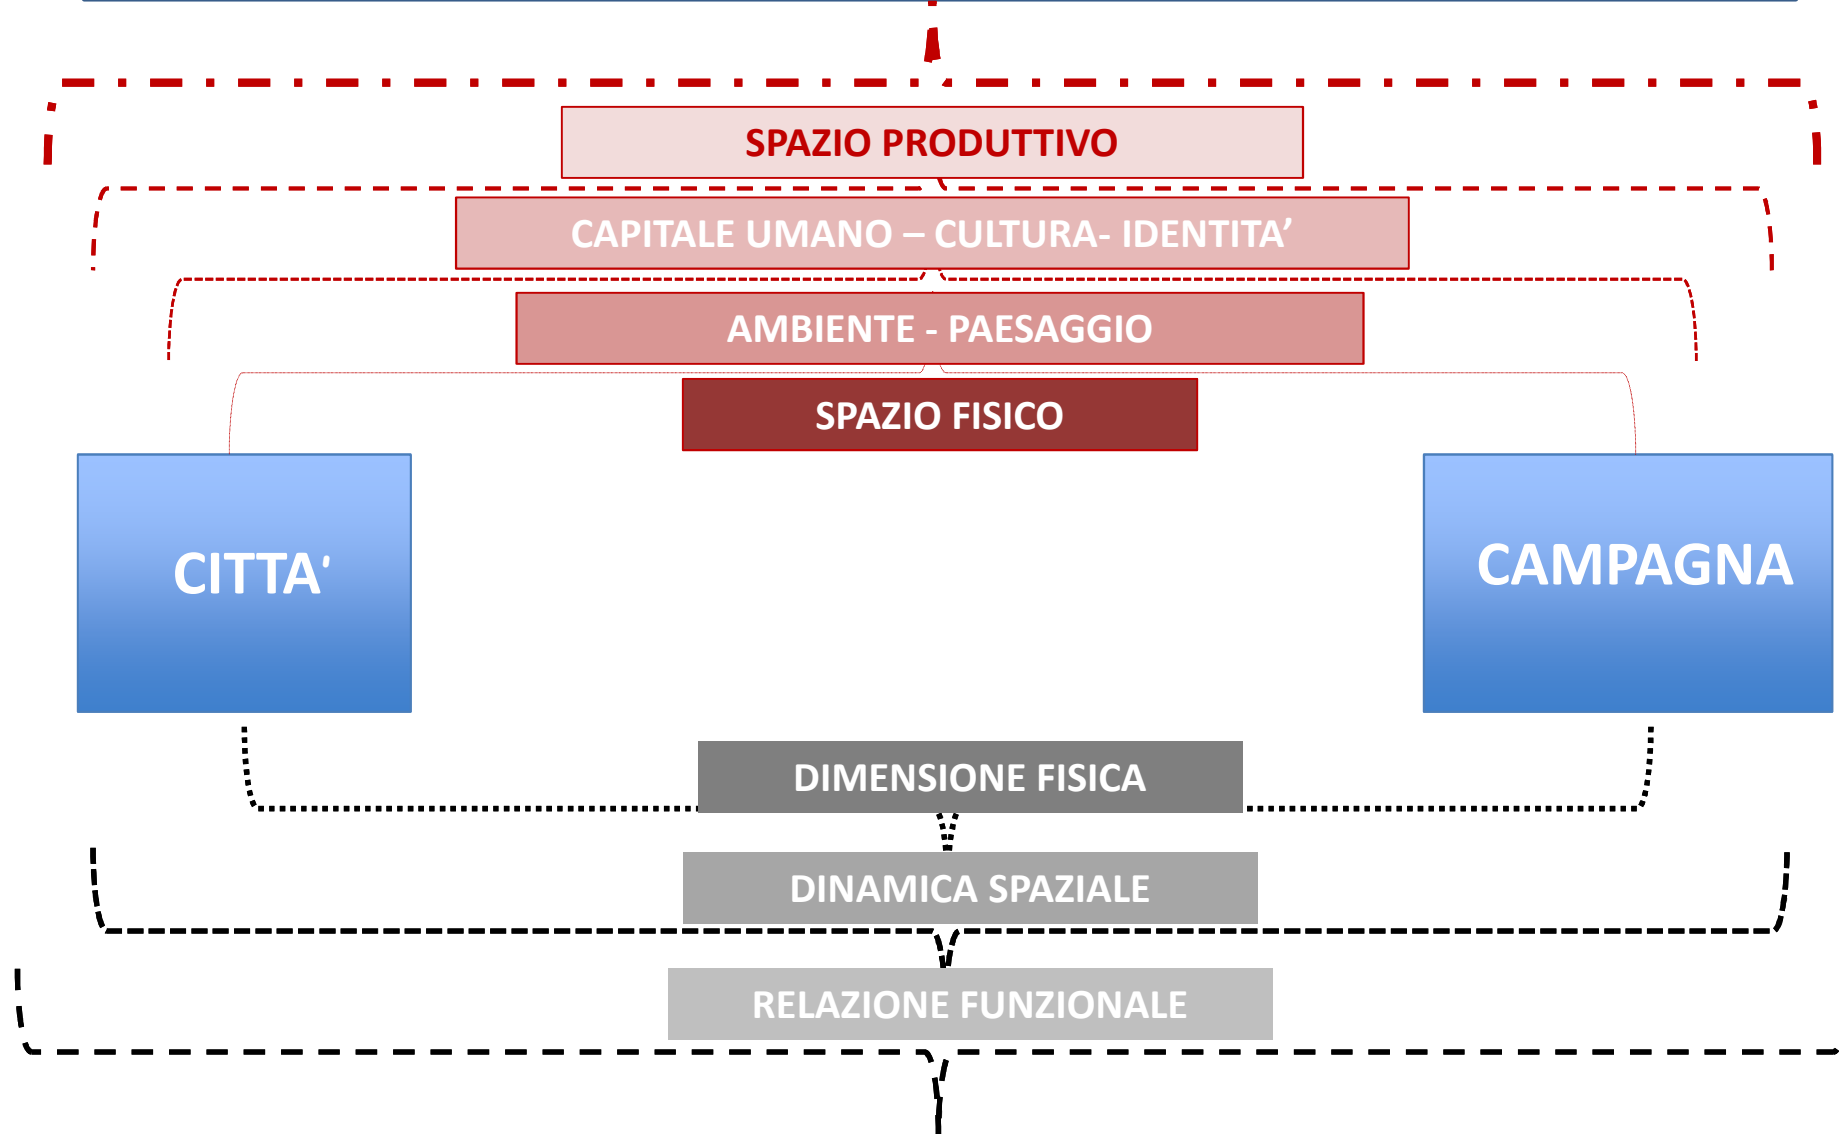 SPAZIO PRODUTTIVO
CAPITALE UMANO – CULTURA- IDENTITA’
AMBIENTE - PAESAGGIO
SPAZIO FISICO
CITTA'
CAMPAGNA
DIMENSIONE FISICA
DINAMICA SPAZIALE
RELAZIONE FUNZIONALE